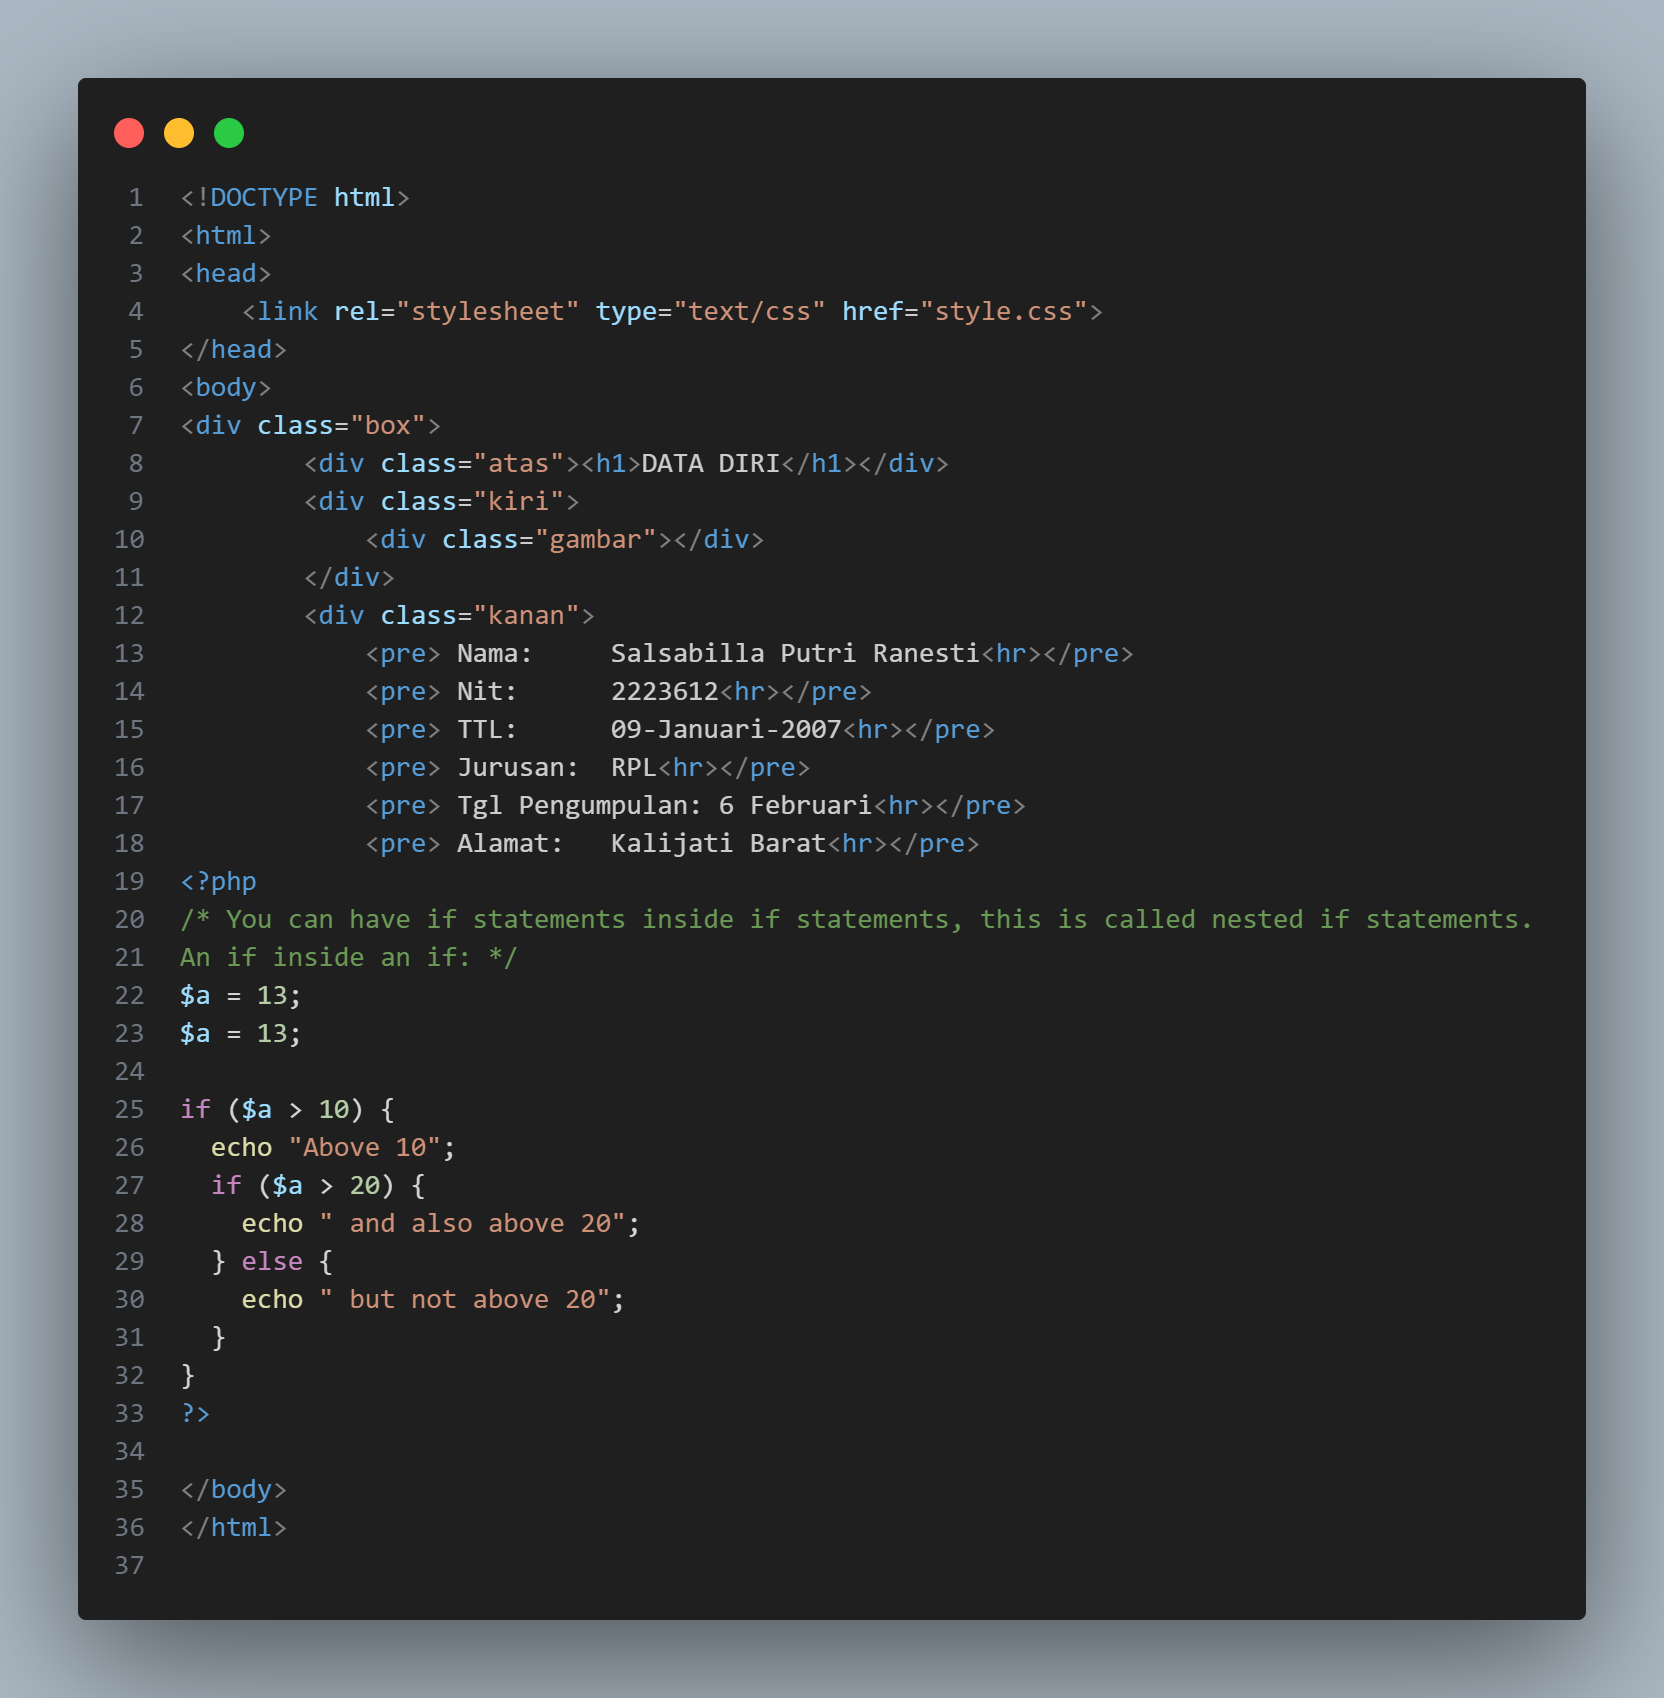 1 <!DOCTYPE html>
2 <html>
3 <head>
4     <link rel="stylesheet" type="text/css" href="style.css">
5 </head>
6 <body>
7 <div class="box">
8         <div class="atas"><h1>DATA DIRI</h1></div>
9         <div class="kiri">
10             <div class="gambar"></div>
11         </div>
12         <div class="kanan">
13             <pre> Nama:     Salsabilla Putri Ranesti<hr></pre>
14             <pre> Nit:      2223612<hr></pre>
15             <pre> TTL:      09-Januari-2007<hr></pre>
16             <pre> Jurusan:  RPL<hr></pre>
17             <pre> Tgl Pengumpulan: 6 Februari<hr></pre>
18             <pre> Alamat:   Kalijati Barat<hr></pre>
19 <?php
20 /* You can have if statements inside if statements, this is called nested if statements.
21 An if inside an if: */
22 $a = 13;
23 $a = 13;
24
25 if ($a > 10) {
26   echo "Above 10";
27   if ($a > 20) {
28     echo " and also above 20";
29   } else {
30     echo " but not above 20";
31   }
32 }
33 ?>
34
35 </body>
36 </html>
37